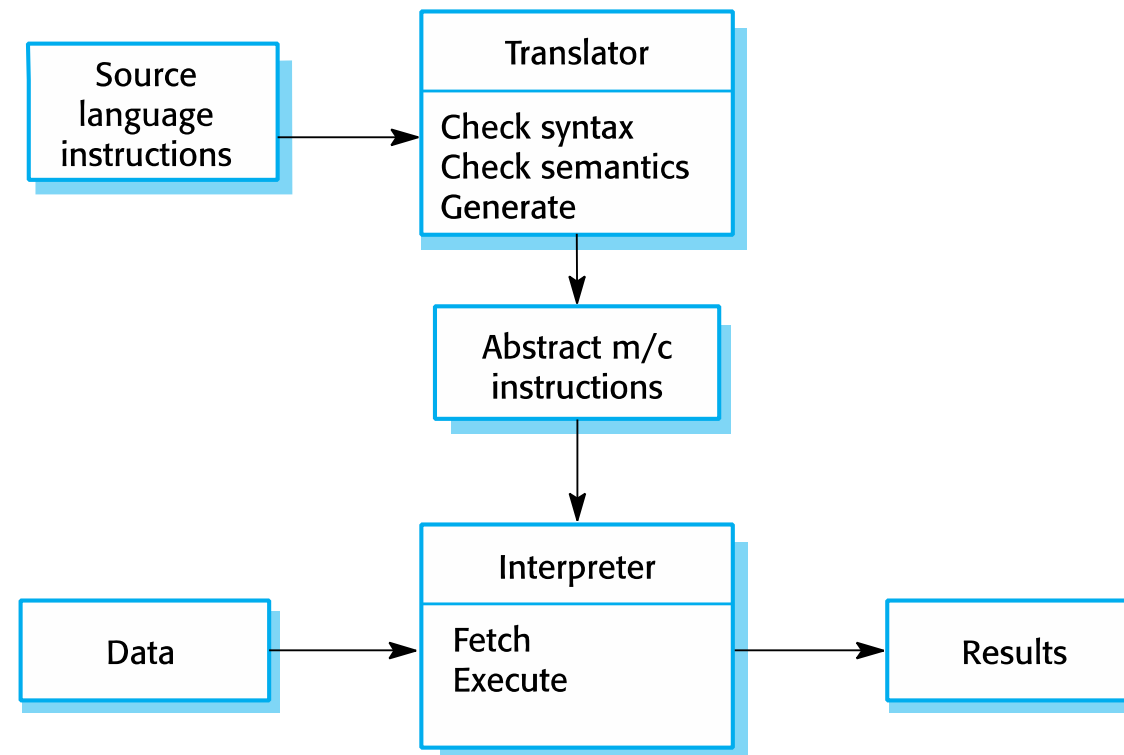 Source
language
instructions
Translator
Check syntax
Check semantics
Generate
Abstract m/c
instructions
Interpreter
Fetch
Execute
Data
Results